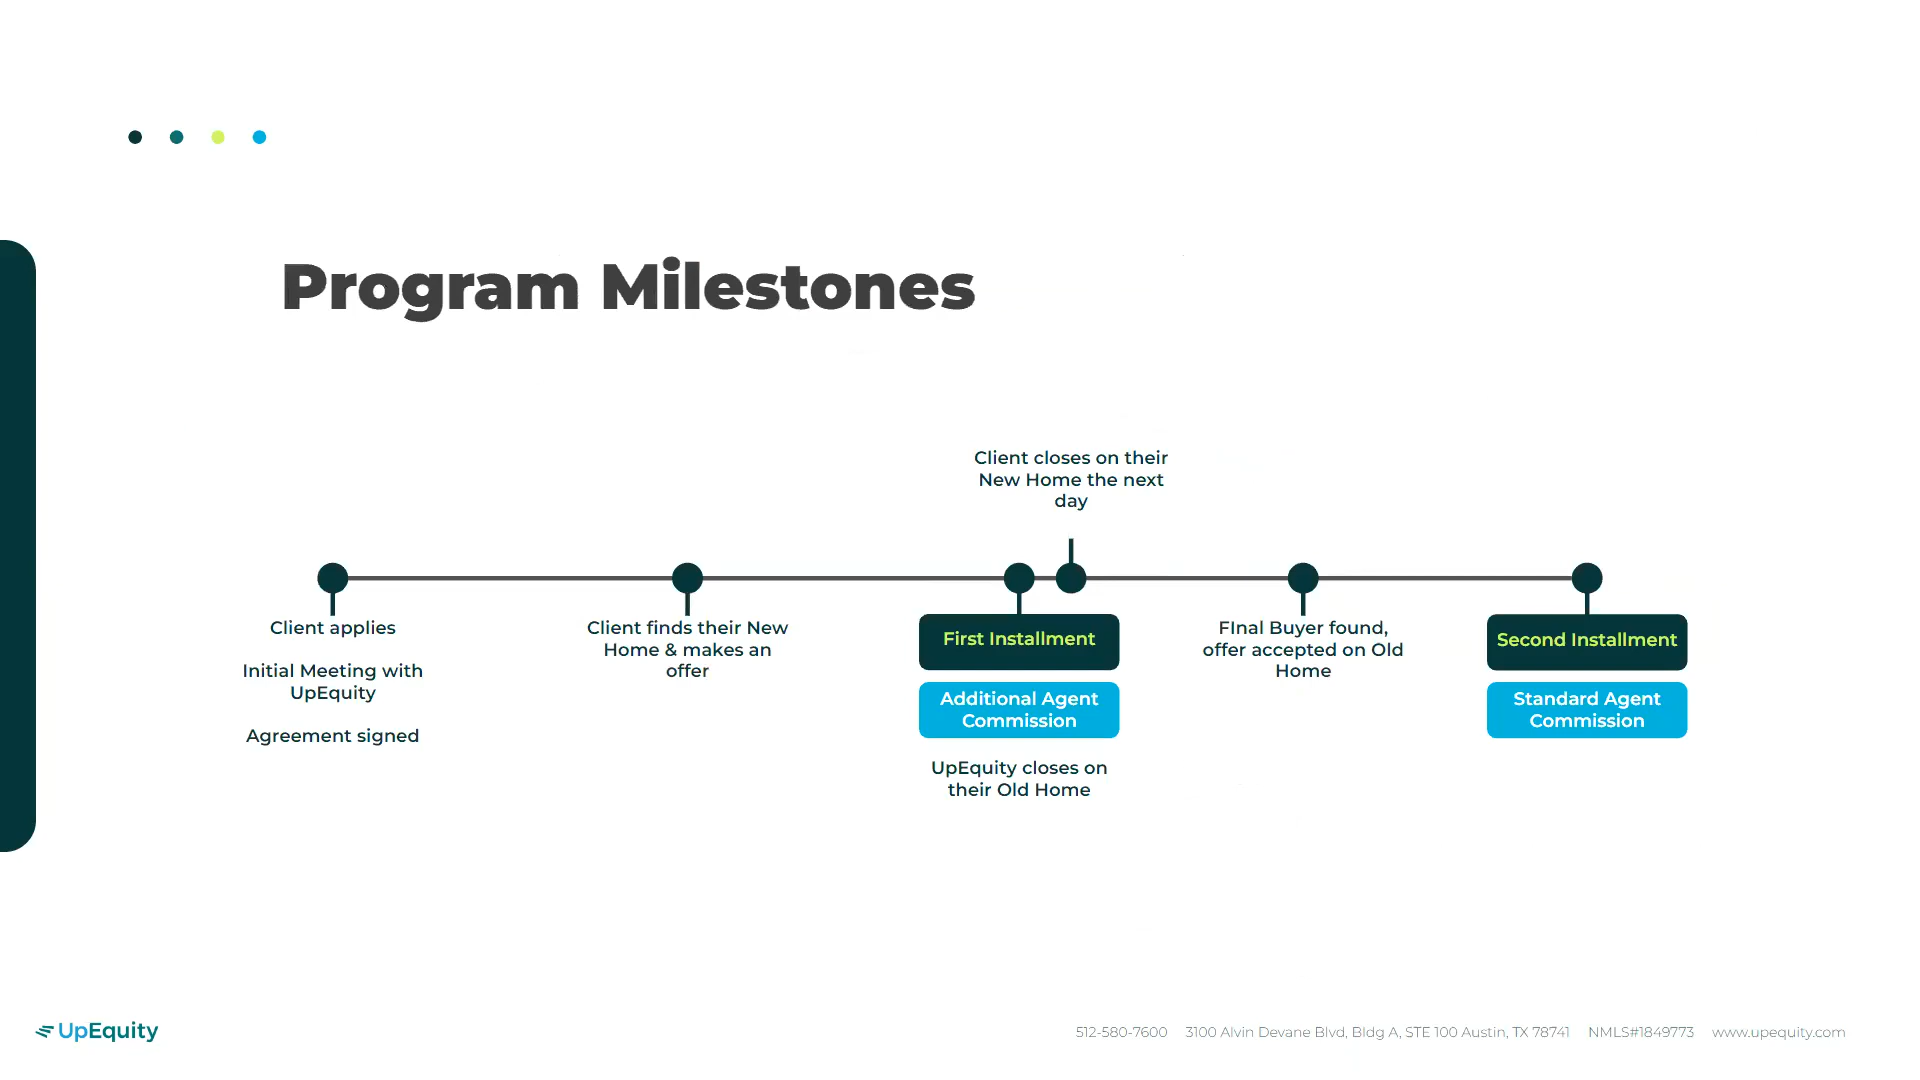 Program Milestones
Client closes on their
New Home the next
day
Client applies
Initial Meeting with
UpEquity
Agreement signed
Client finds their New
Home & makes an
offer
First Installment
Additional Agent
Commission
UpEquity closes on
their Old Home
FInal Buyer found,
offer accepted on Old
Home
Second Installment
Standard Agent
Commission
UpEquity
512-580-7600 3100 Alvin Devane Blvd, Bldg A, STE 100 Austin, TX 78741 NMLS#1849773 www.upequity.com